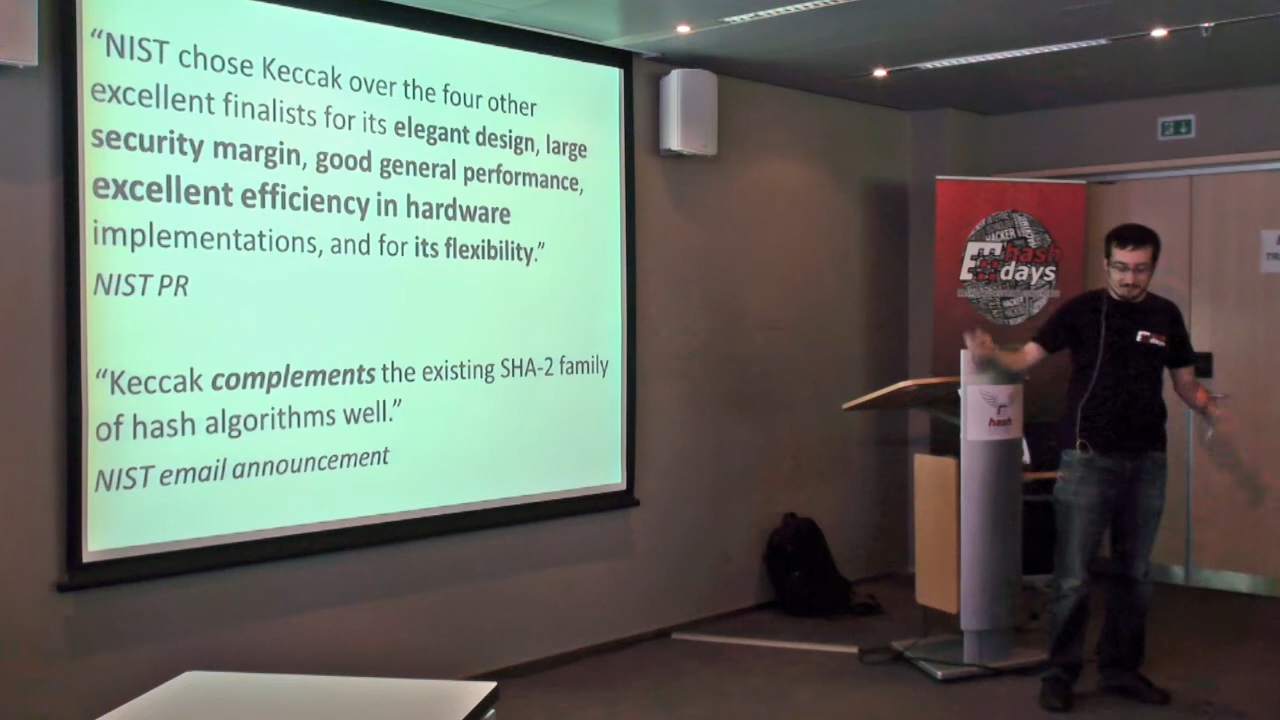 “NIST chose Keccak over the four other
excellent finalists for its elegant design, large
security margin, good general performance,
excellent efficiency in hardware
implementations, and for its flexibility.”
NIST PR
“Keccak complements the existing SHA-2 family
of hash algorithms well.”
NIST email announcement
HACKER
hash
days
HACKER
hash